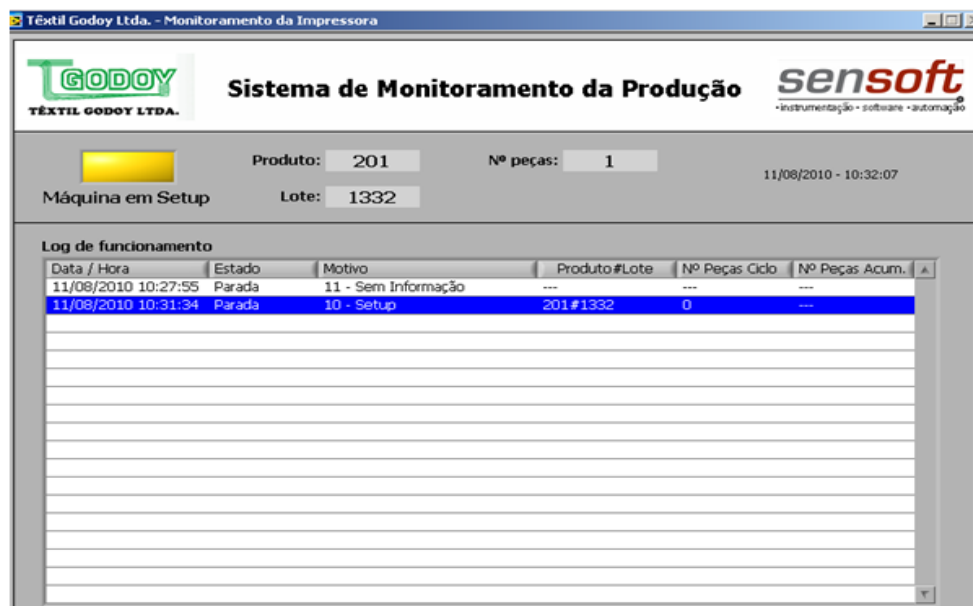 Têxtil Godoy Ltda. - Monitoramento da Impressora
GODOY
TÊXTIL GODOY LTDA.
Sistema de Monitoramento da Produção
sensoft
•instrumentação • software • automação
Produto: 201 Nº peças: 1
11/08/2010 - 10:32:07
Máquina em Setup Lote: 1332
Log de funcionamento
Data / Hora Estado Motivo Produto#Lote Nº Peças Ciclo Nº Peças Acum.
11/08/2010 10:27:55 Parada 11 - Sem Informação --- --- ---
11/08/2010 10:31:34 Parada 10 - Setup 201#1332 0 ---